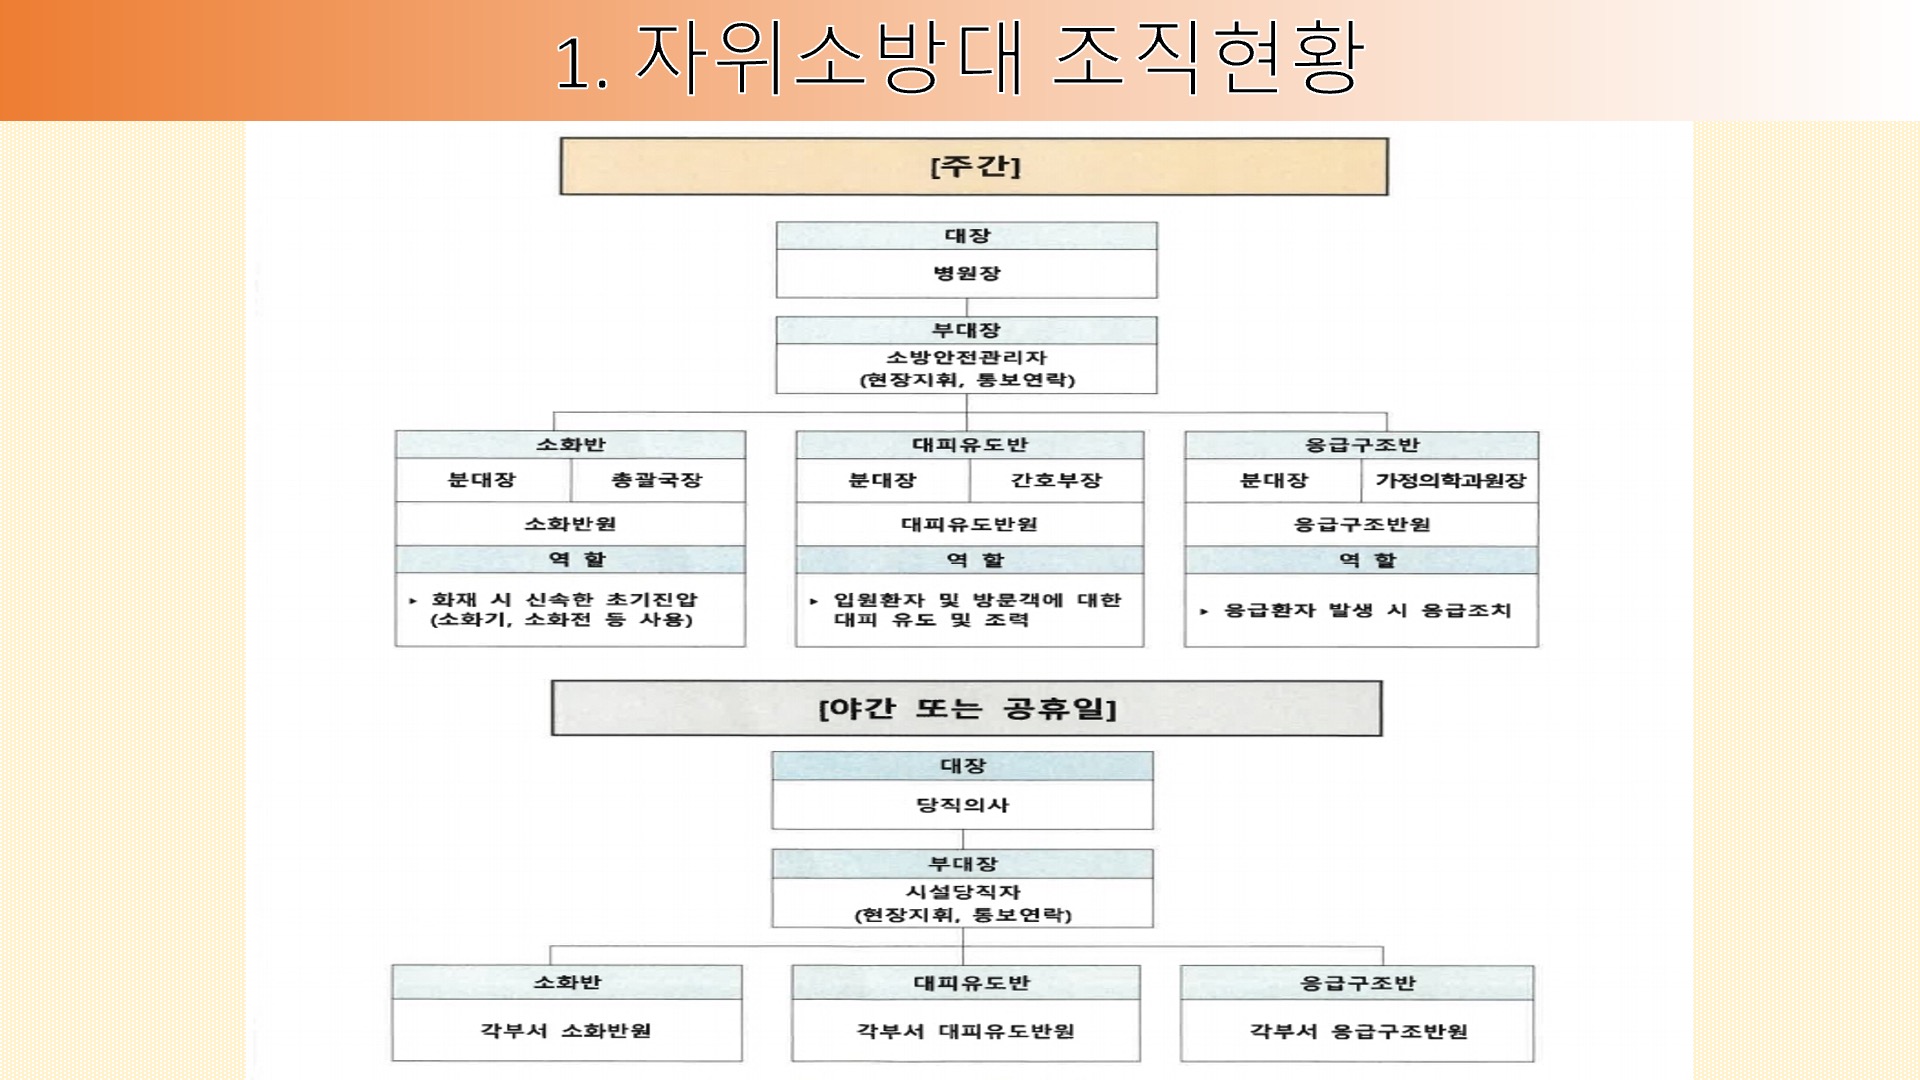 1. 자위소방대 조직현황
[주간]
대장
병원장
부대장
소방안전관리자
(현장지휘, 통보연락)
소화반
분대장 총괄국장
소화반원
역 할
▸ 화재 시 신속한 초기진압
(소화기, 소화전 등 사용)
대피유도반
분대장 간호부장
대피유도반원
역 할
▸ 입원환자 및 방문객에 대한
대피 유도 및 조력
응급구조반
분대장 가정의학과원장
응급구조반원
역 할
▸ 응급환자 발생 시 응급조치
[야간 또는 공휴일]
대장
당직의사
부대장
시설당직자
(현장지휘, 통보연락)
소화반
각부서 소화반원
대피유도반
각부서 대피유도반원
응급구조반
각부서 응급구조반원